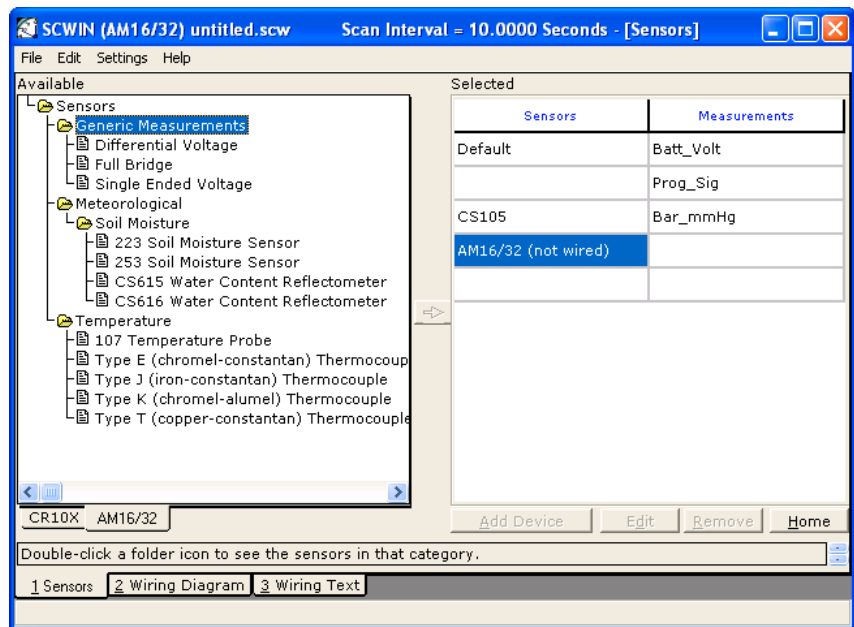 SCWIN (AM16/32) untitled.scw Scan Interval = 10.0000 Seconds - [Sensors]
File Edit Settings Help
Available
Sensors
Generic Measurements
Differential Voltage
Full Bridge
Single Ended Voltage
Meteorological
Soil Moisture
223 Soil Moisture Sensor
253 Soil Moisture Sensor
CS615 Water Content Reflectometer
CS616 Water Content Reflectometer
Temperature
107 Temperature Probe
Type E (chromel-constantan) Thermocoup
Type J (iron-constantan) Thermocouple
Type K (chromel-alumel) Thermocouple
Type T (copper-constantan) Thermocouple
CR10X AM16/32
Selected
Sensors Measurements
Default Batt_Volt
Prog_Sig
CS105 Bar_mmHg
AM16/32 (not wired)
Add Device Edit Remove Home
Double-click a folder icon to see the sensors in that category.
1 Sensors 2 Wiring Diagram 3 Wiring Text